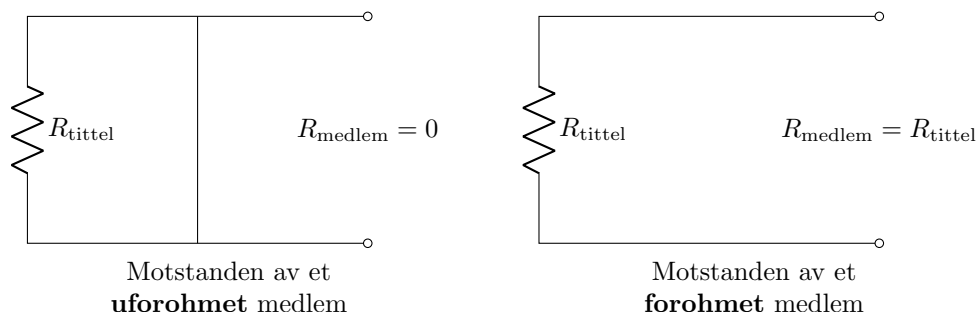 R_tittel
R_medlem = 0
Motstanden av et
uforohmet medlem
R_tittel
R_medlem = R_tittel
Motstanden av et
forohmet medlem